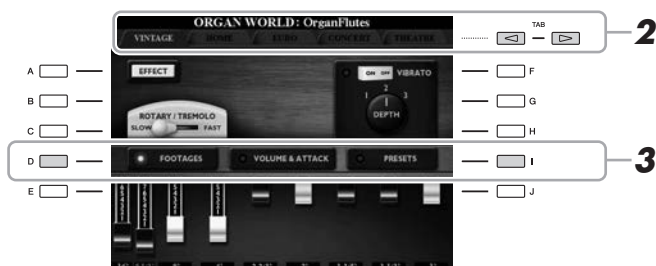 ORGAN WORLD: OrganFlutes
VINTAGE HOME EURO CONCERT THEATRE
TAB
2
A EFFECT ON OFF VIBRATO F
B 1 2 3 G
DEPTH
ROTARY/TREMOLO
C SLOW FAST H
D FOOTAGES VOLUME & ATTACK PRESETS I
3
E J